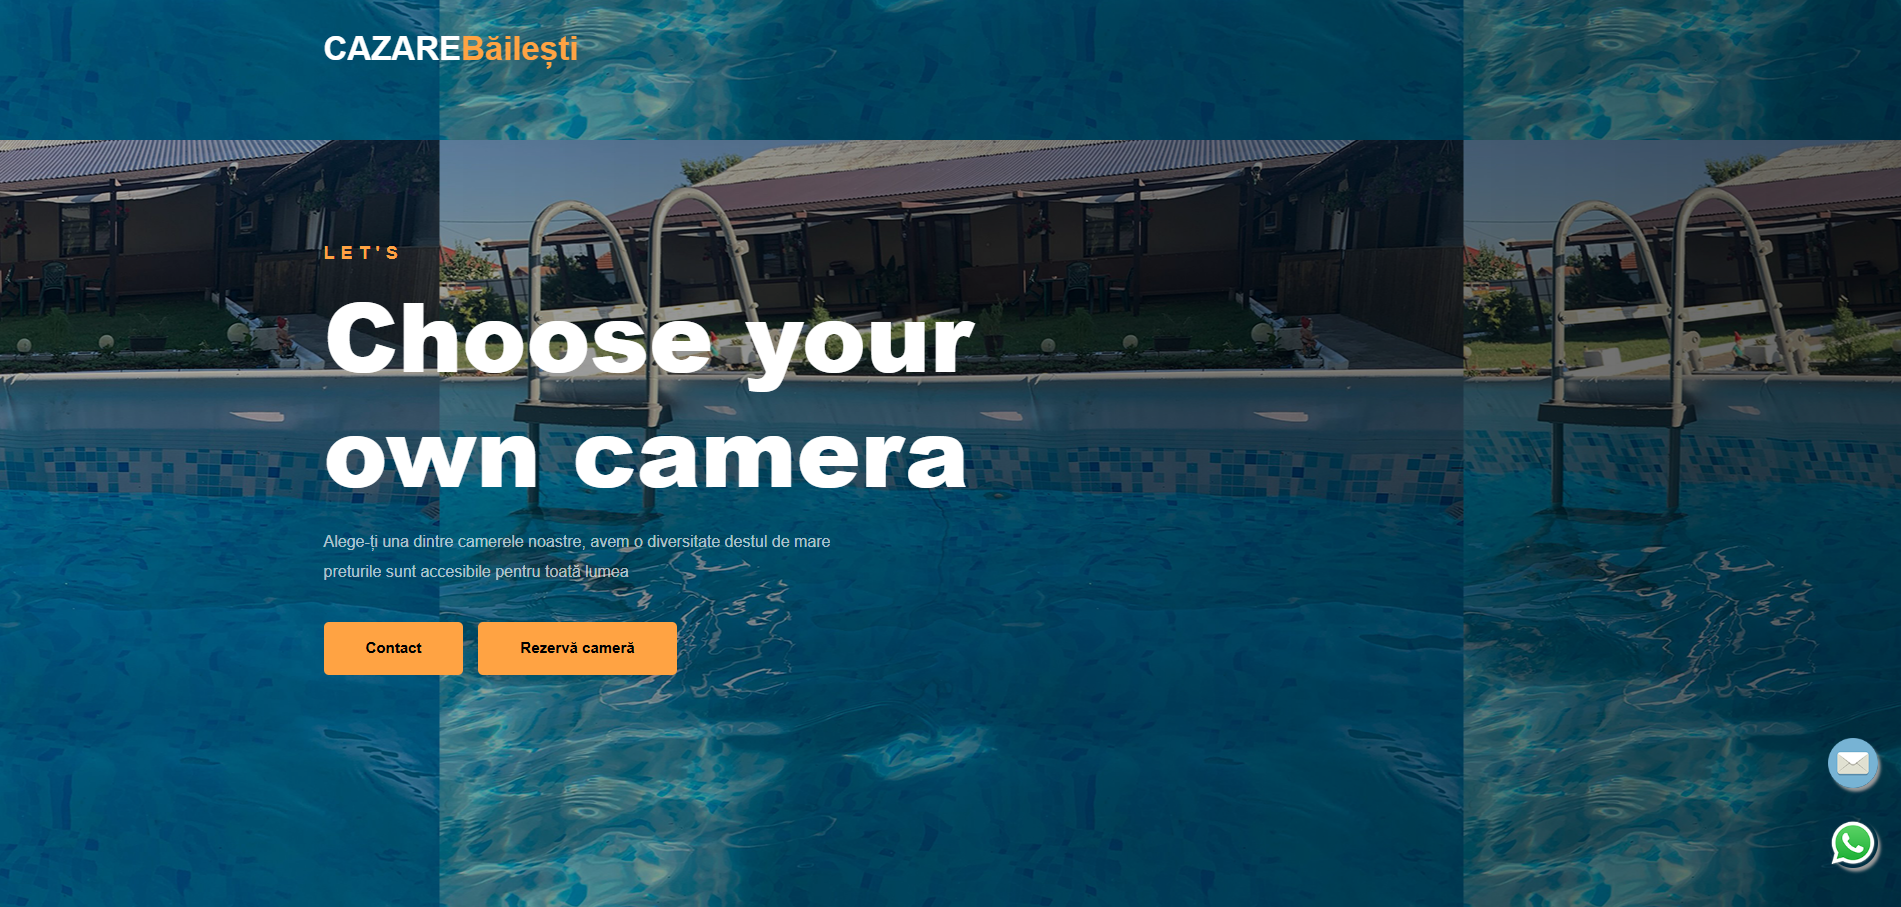 CAZAREBăilești
LET'S
Choose your
own camera
Alege-ți una dintre camerele noastre, avem o diversitate destul de mare
preturile sunt accesibile pentru toată lumea
Contact
Rezervă cameră